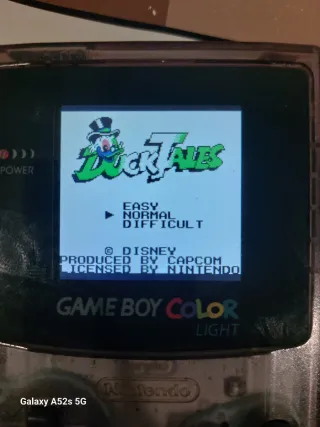 DUCKTALES
EASY
▶ NORMAL
DIFFICULT
© DISNEY
PRODUCED BY CAPCOM
LICENSED BY NINTENDO
POWER
GAME BOY COLOR
LIGHT
Nintendo
Galaxy A52s 5G